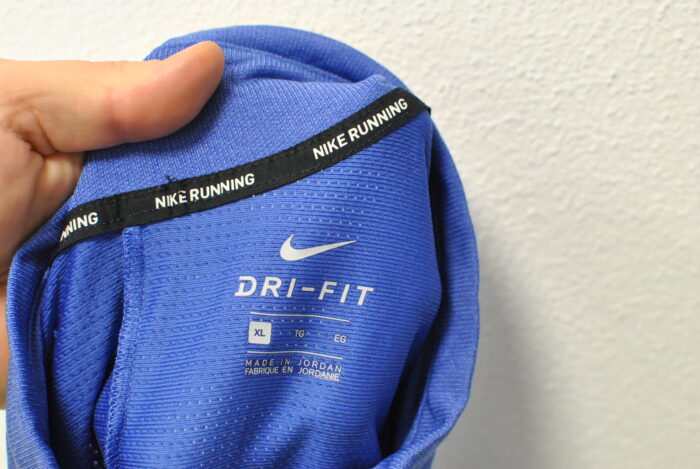 NIKE RUNNING
NIKE RUNNING
NING
DRI-FIT
XL TG EG
MADE IN JORDAN
FABRIQUE EN JORDANIE